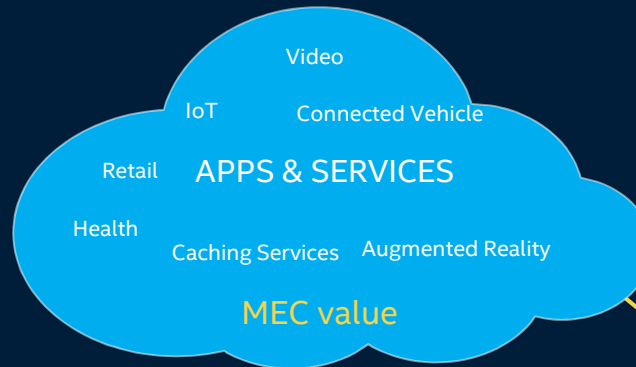 Video
IoT
Connected Vehicle
Retail
APPS & SERVICES
Health
Caching Services
Augmented Reality
MEC value